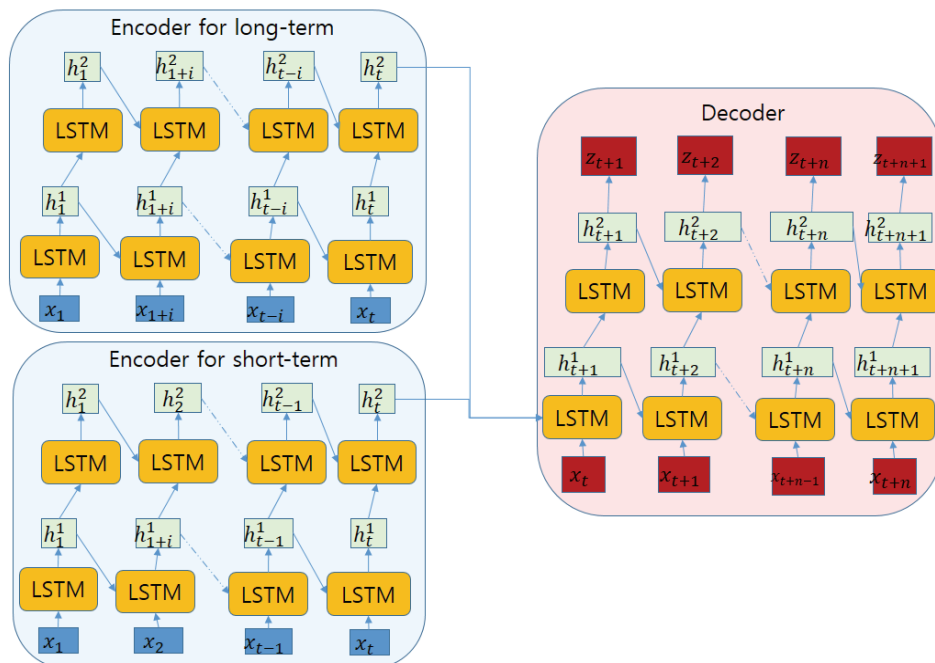 Encoder for long-term
h_1^2 h_{1+i}^2 h_{t-i}^2 h_t^2
LSTM LSTM LSTM LSTM
h_1^1 h_{1+i}^1 h_{t-i}^1 h_t^1
LSTM LSTM LSTM LSTM
x_1 x_{1+i} x_{t-i} x_t
Encoder for short-term
h_1^2 h_2^2 h_{t-1}^2 h_t^2
LSTM LSTM LSTM LSTM
h_1^1 h_{1+i}^1 h_{t-1}^1 h_t^1
LSTM LSTM LSTM LSTM
x_1 x_2 x_{t-1} x_t
Decoder
z_{t+1} z_{t+2} z_{t+n} z_{t+n+1}
h_{t+1}^2 h_{t+2}^2 h_{t+n}^2 h_{t+n+1}^2
LSTM LSTM LSTM LSTM
h_{t+1}^1 h_{t+2}^1 h_{t+n}^1 h_{t+n+1}^1
LSTM LSTM LSTM LSTM
x_t x_{t+1} x_{t+n-1} x_{t+n}